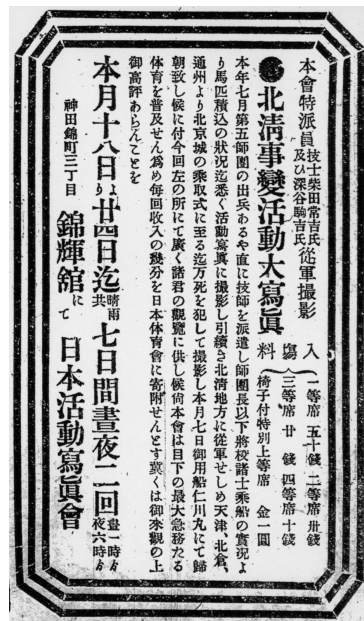 本會特派員 技士柴田常吉氏 及ひ深谷駒吉氏 從軍撮影
北淸事變活動大寫眞
入塲料
一等席 五十錢 二等席 卅錢
三等席 廿錢 四等席 十錢
椅子付特別上等席 金一圓
本年七月第五師團の出兵あるや直に技師を派遣し師團長以下將校諸士乘船の實況よ
り馬匹積込の狀況迄悉く活動寫眞に撮影し引續き北淸地方に從軍せしめ天津、北倉、
通州より北京城の乘取式に至る迄万死を犯して撮影し本月七日御用船仁川丸にて歸
朝致し候に付今回左の所にて廣く諸君の觀覽に供し候尙本會は目下の最大急務たる
体育を普及せん爲め每回收入の幾分を日本体育會に寄附せんとす冀くは御來觀の上
御高評あらんことを
本月十八日より廿四日迄 晴雨共 七日間晝夜二回 晝一時ゟ 夜六時ゟ
神田錦町三丁目 錦輝舘にて 日本活動寫眞會